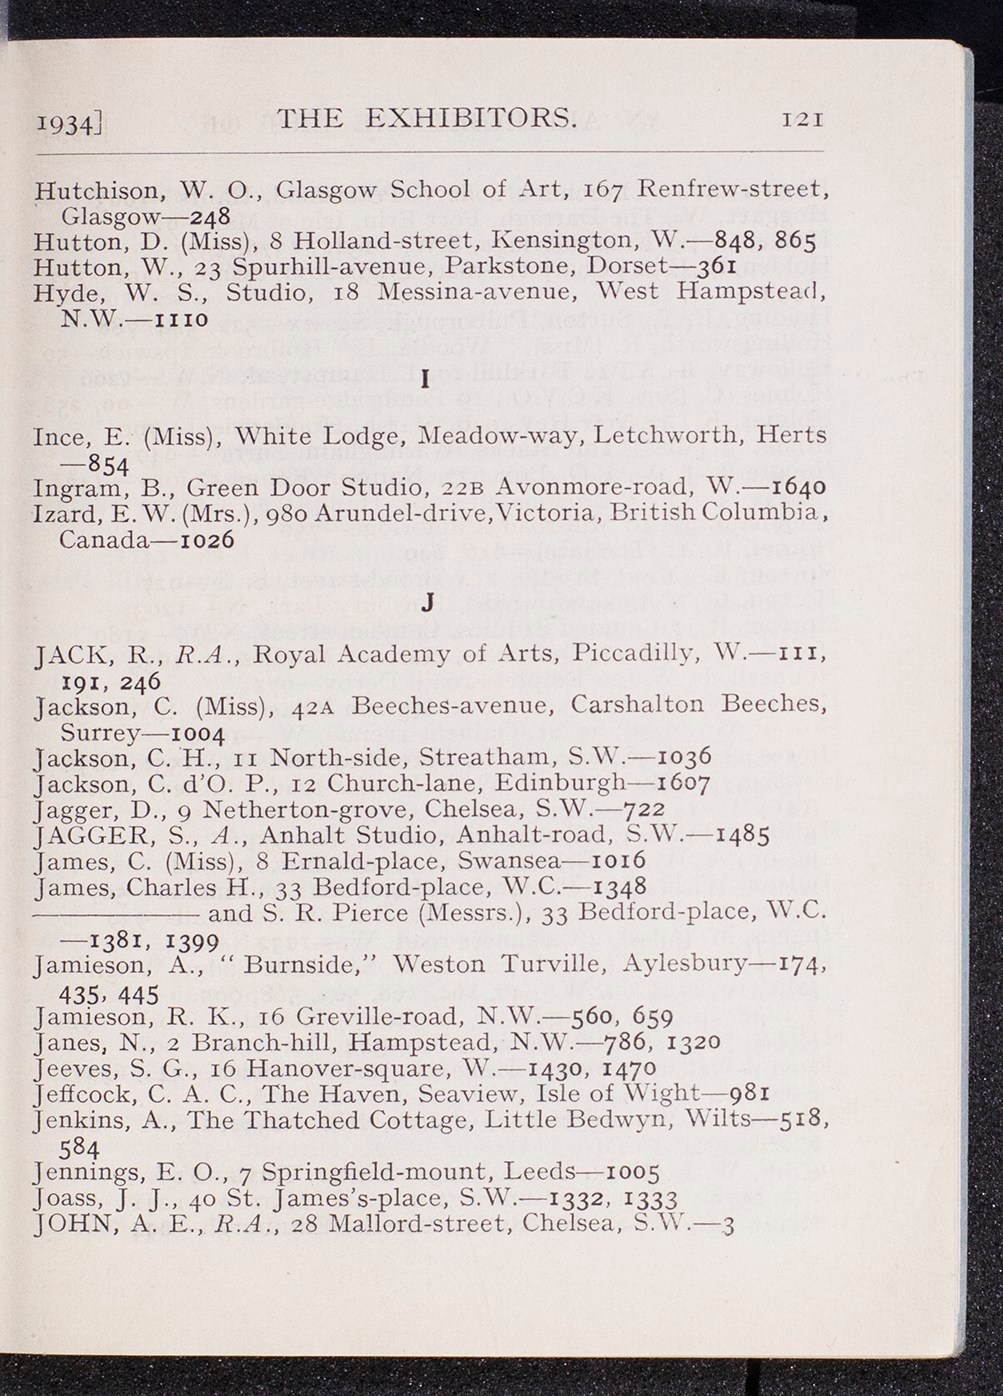 1934] THE EXHIBITORS. 121
Hutchison, W. O., Glasgow School of Art, 167 Renfrew-street,
Glasgow—248
Hutton, D. (Miss), 8 Holland-street, Kensington, W.—848, 865
Hutton, W., 23 Spurhill-avenue, Parkstone, Dorset—361
Hyde, W. S., Studio, 18 Messina-avenue, West Hampstead,
N.W.—1110
I
Ince, E. (Miss), White Lodge, Meadow-way, Letchworth, Herts
—854
Ingram, B., Green Door Studio, 22B Avonmore-road, W.—1640
Izard, E. W. (Mrs.), 980 Arundel-drive, Victoria, British Columbia,
Canada—1026
J
JACK, R., R.A., Royal Academy of Arts, Piccadilly, W.—111,
191, 246
Jackson, C. (Miss), 42A Beeches-avenue, Carshalton Beeches,
Surrey—1004
Jackson, C. H., 11 North-side, Streatham, S.W.—1036
Jackson, C. d'O. P., 12 Church-lane, Edinburgh—1607
Jagger, D., 9 Netherton-grove, Chelsea, S.W.—722
JAGGER, S., A., Anhalt Studio, Anhalt-road, S.W.—1485
James, C. (Miss), 8 Ernald-place, Swansea—1016
James, Charles H., 33 Bedford-place, W.C.—1348
——— and S. R. Pierce (Messrs.), 33 Bedford-place, W.C.
—1381, 1399
Jamieson, A., “ Burnside,” Weston Turville, Aylesbury—174,
435, 445
Jamieson, R. K., 16 Greville-road, N.W.—560, 659
Janes, N., 2 Branch-hill, Hampstead, N.W.—786, 1320
Jeeves, S. G., 16 Hanover-square, W.—1430, 1470
Jeffcock, C. A. C., The Haven, Seaview, Isle of Wight—981
Jenkins, A., The Thatched Cottage, Little Bedwyn, Wilts—518,
584
Jennings, E. O., 7 Springfield-mount, Leeds—1005
Joass, J. J., 40 St. James's-place, S.W.—1332, 1333
JOHN, A. E., R.A., 28 Mallord-street, Chelsea, S.W.—3